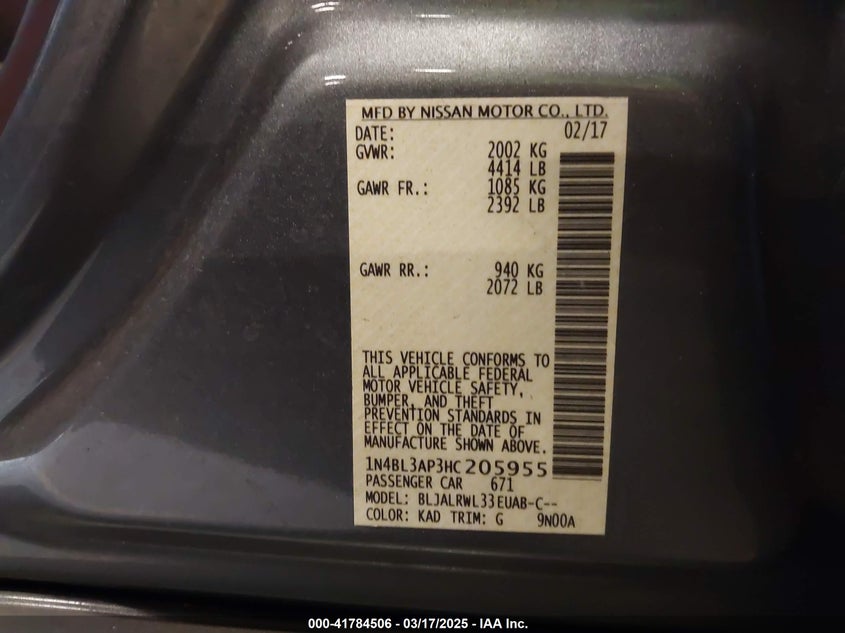 MFD BY NISSAN MOTOR CO., LTD.
DATE: 02/17
GVWR: 2002 KG
4414 LB
GAWR FR.: 1085 KG
2392 LB
GAWR RR.: 940 KG
2072 LB
THIS VEHICLE CONFORMS TO
ALL APPLICABLE FEDERAL
MOTOR VEHICLE SAFETY,
BUMPER, AND THEFT
PREVENTION STANDARDS IN
EFFECT ON THE DATE OF
MANUFACTURE SHOWN ABOVE.
1N4BL3AP3HC205955
PASSENGER CAR 671
MODEL: BLJALRWL33EUAB-C--
COLOR: KAD TRIM: G 9N00A
000-41784506 - 03/17/2025 - IAA Inc.